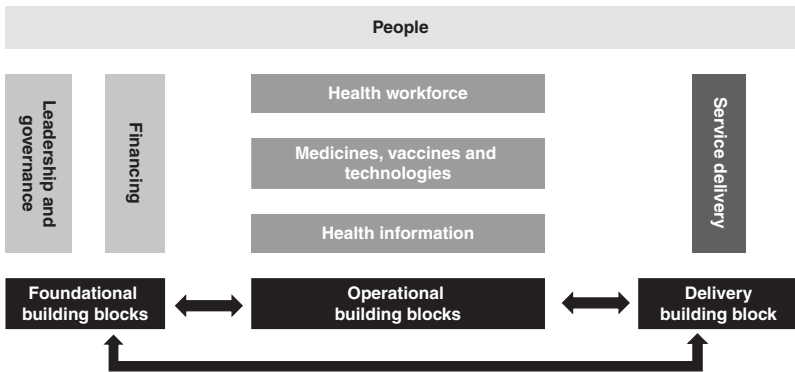 People
Leadership and
governance
Financing
Health workforce
Medicines, vaccines and
technologies
Health information
Service delivery
Foundational
building blocks
Operational
building blocks
Delivery
building block